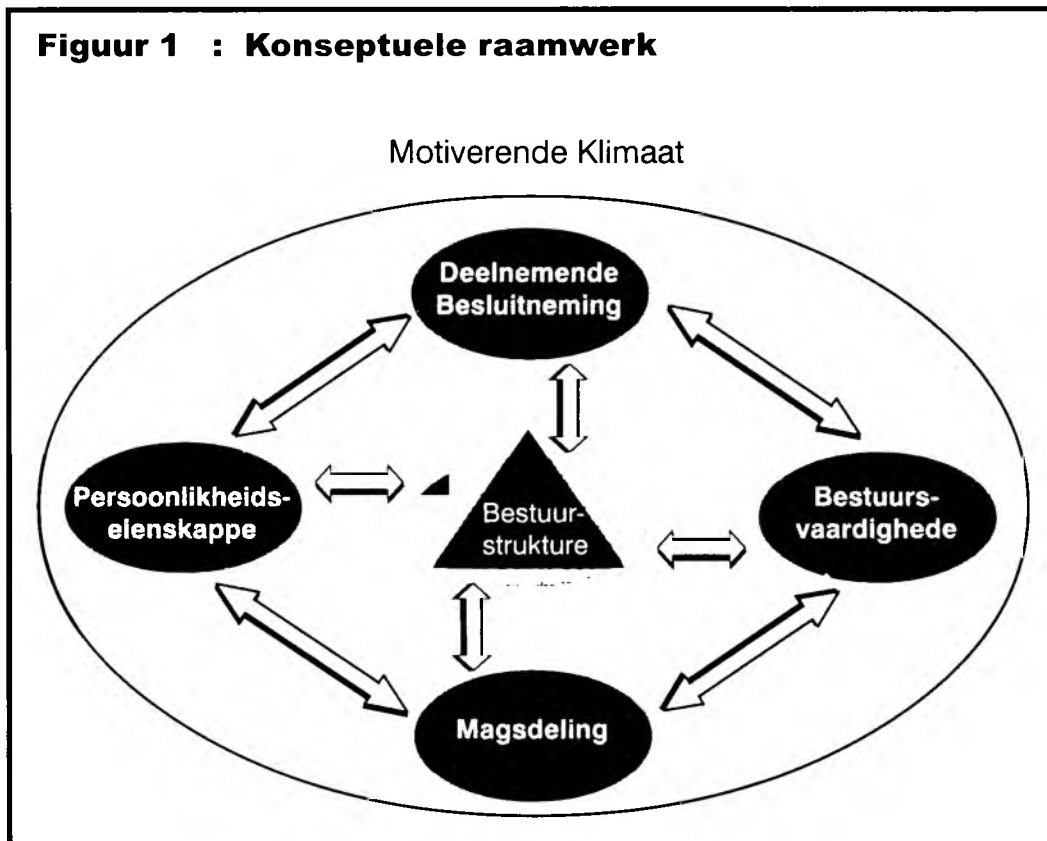 Figuur 1 : Konseptuele raamwerk
Motiverende Klimaat
Deelnemende
Besluitneming
Persoonlikheids-
elenskappe
Bestuur-
strukture
Bestuurs-
vaardighede
Magsdeling